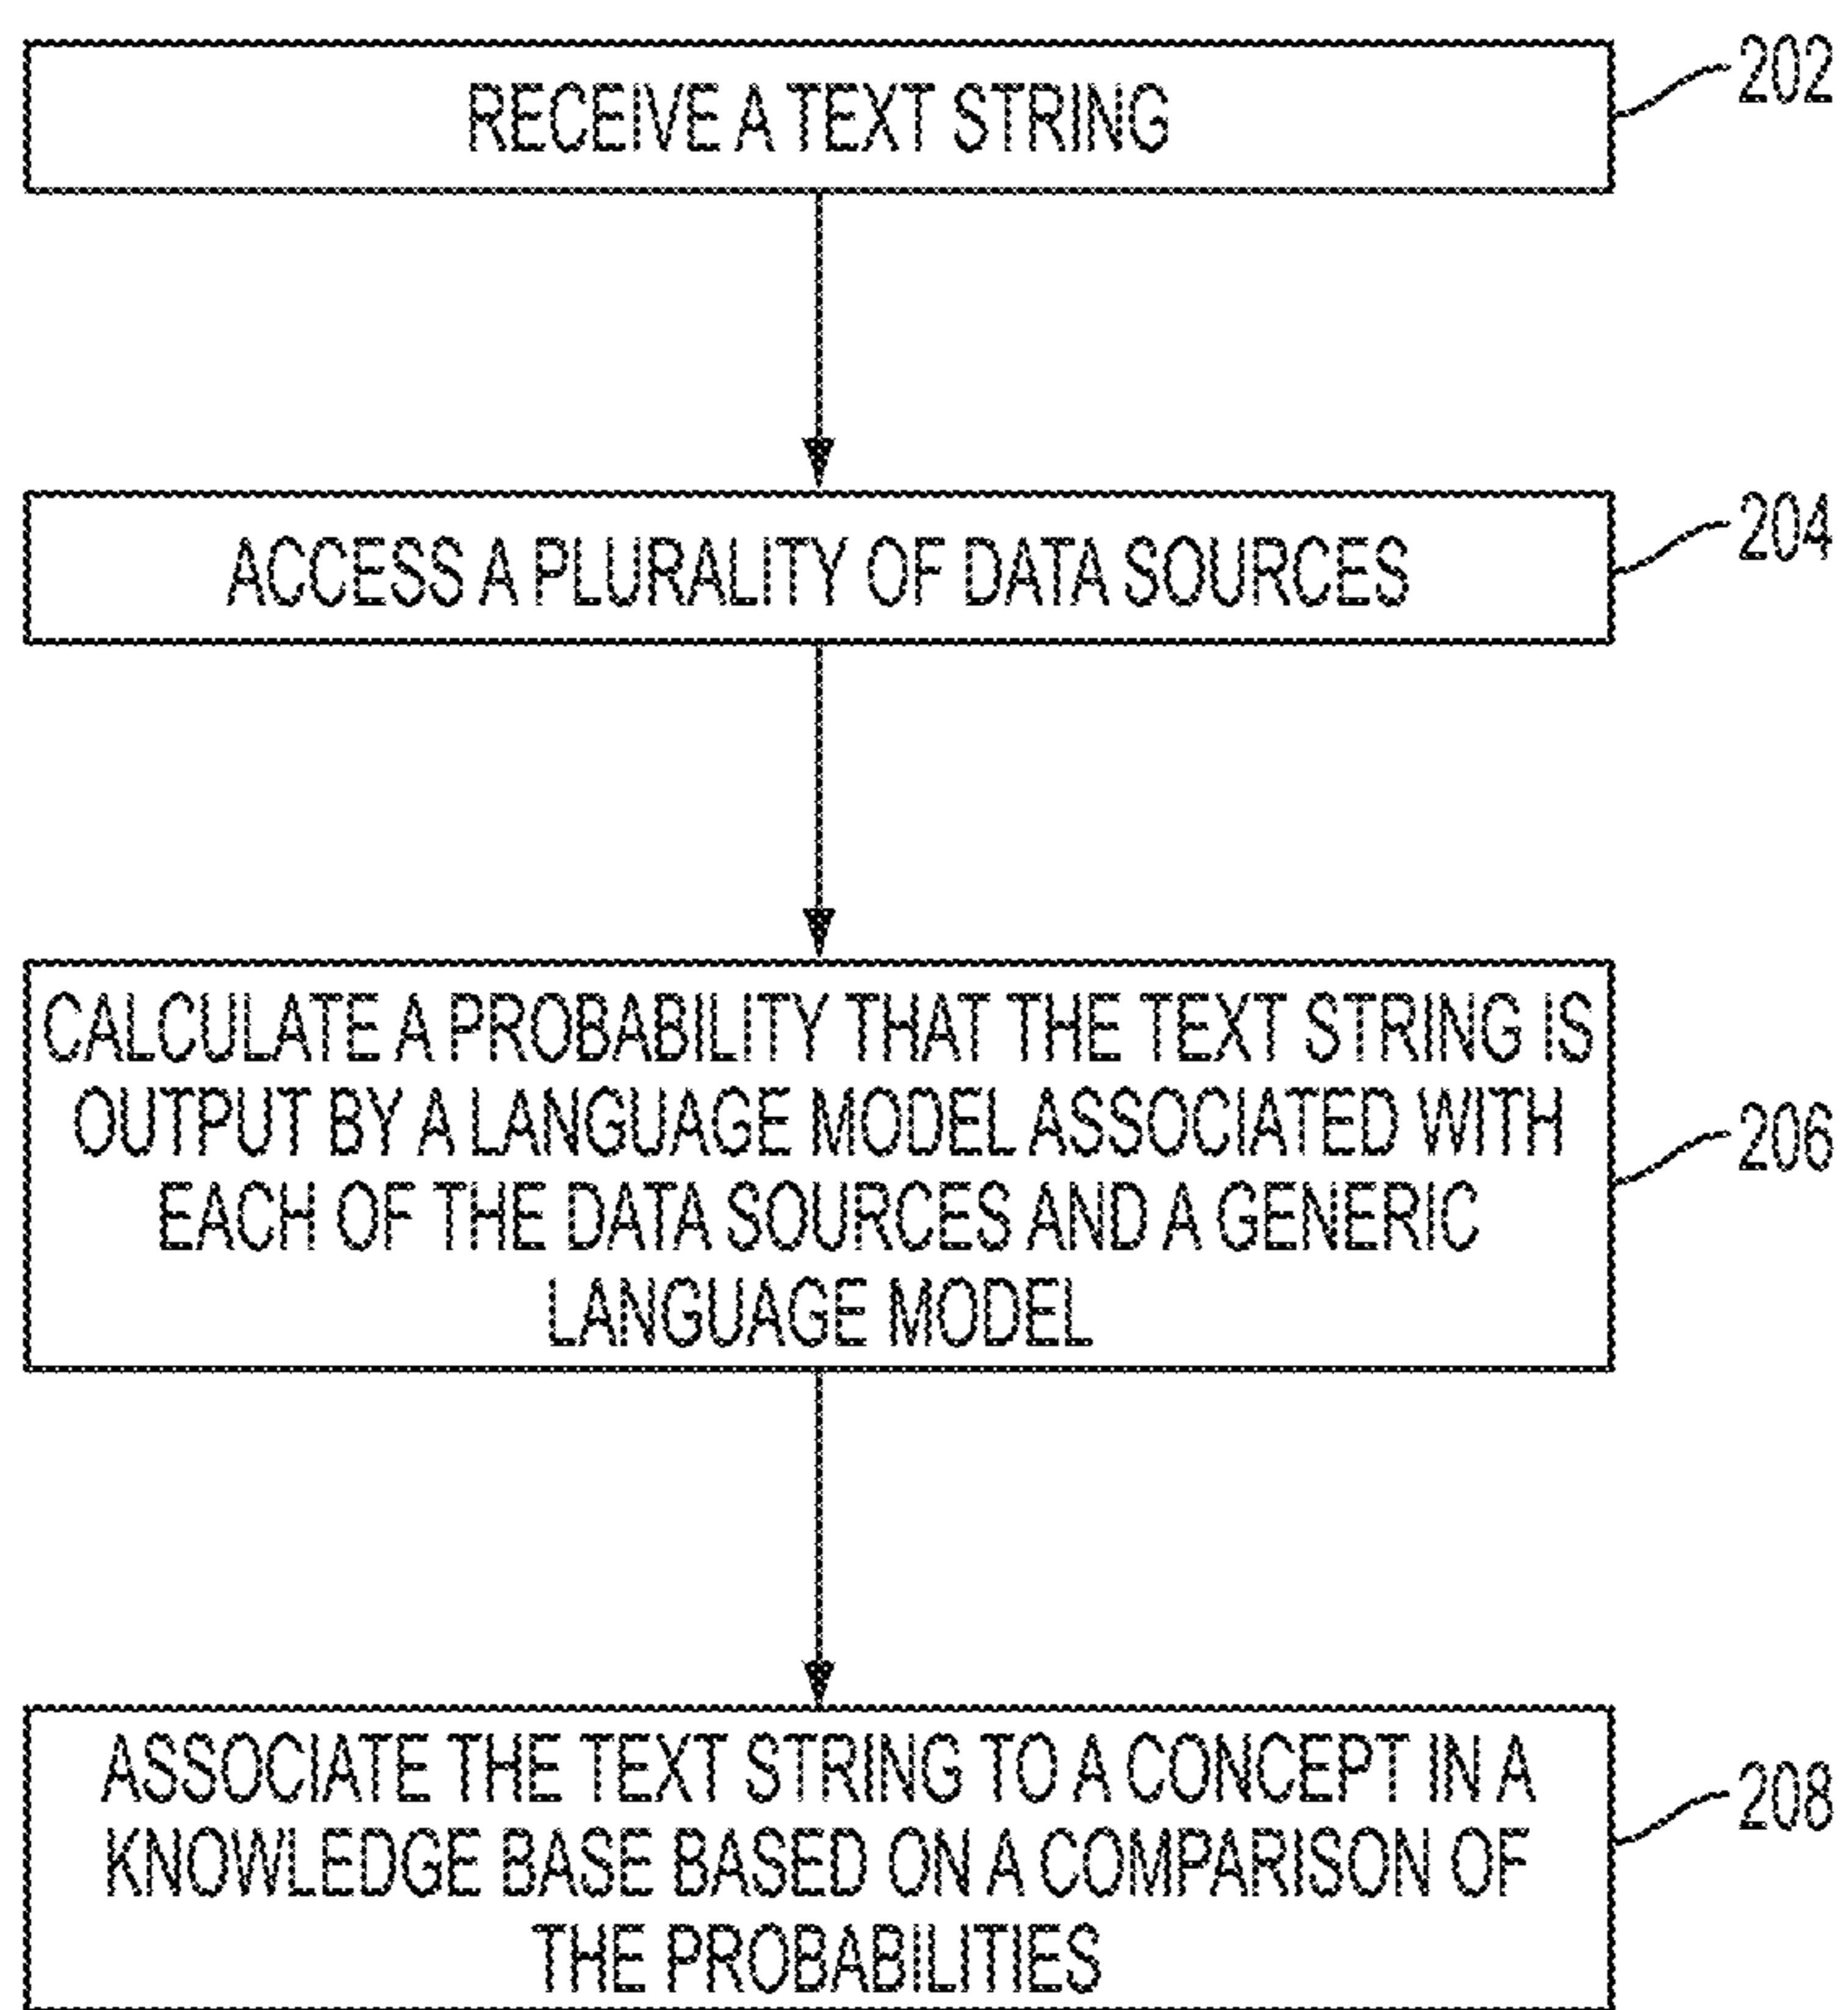 RECEIVE A TEXT STRING
202
ACCESS A PLURALITY OF DATA SOURCES
204
CALCULATE A PROBABILITY THAT THE TEXT STRING IS
OUTPUT BY A LANGUAGE MODEL ASSOCIATED WITH
EACH OF THE DATA SOURCES AND A GENERIC
LANGUAGE MODEL
206
ASSOCIATE THE TEXT STRING TO A CONCEPT IN A
KNOWLEDGE BASE BASED ON A COMPARISON OF
THE PROBABILITIES
208